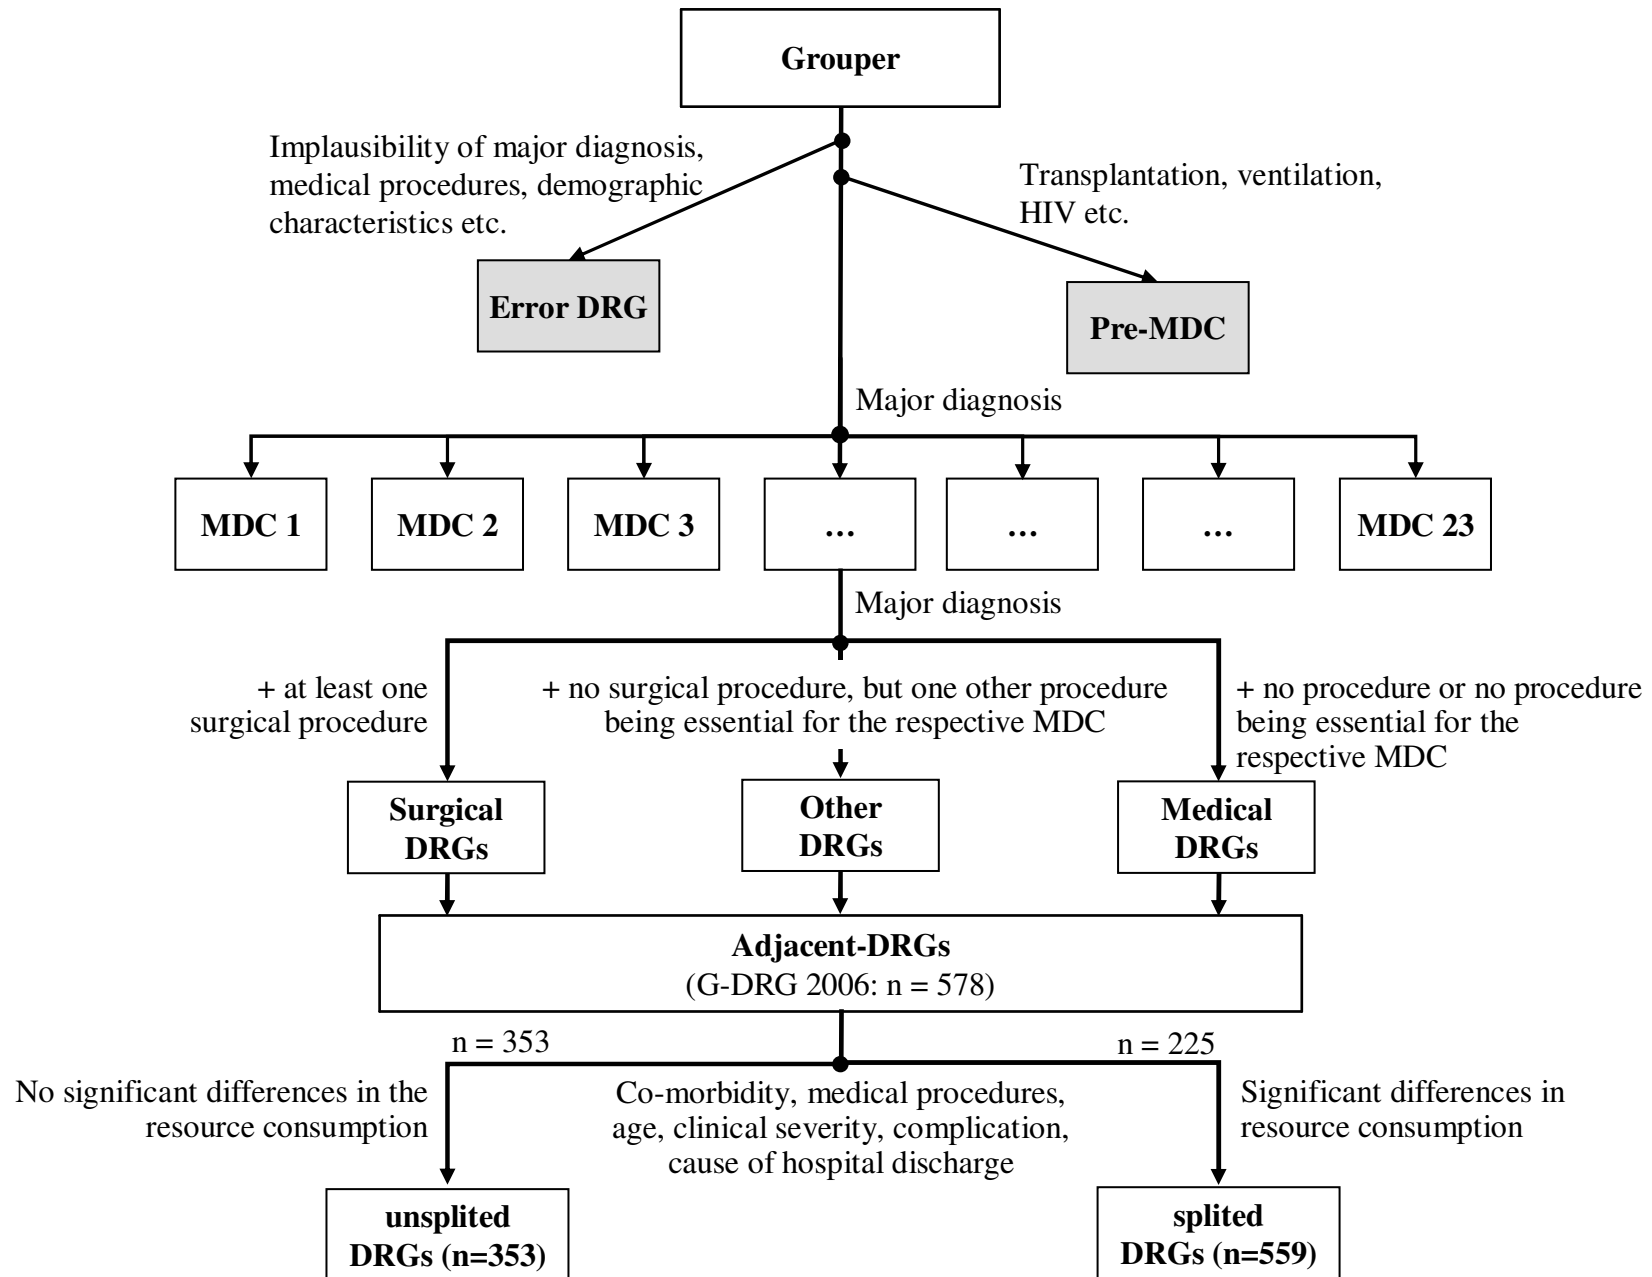 Grouper
Implausibility of major diagnosis,
medical procedures, demographic
characteristics etc.
Transplantation, ventilation,
HIV etc.
Error DRG
Pre-MDC
Major diagnosis
MDC 1
MDC 2
MDC 3
...
...
...
MDC 23
Major diagnosis
+ at least one
surgical procedure
+ no surgical procedure, but one other procedure
being essential for the respective MDC
+ no procedure or no procedure
being essential for the
respective MDC
Surgical
DRGs
Other
DRGs
Medical
DRGs
Adjacent-DRGs
(G-DRG 2006: n = 578)
n = 353
n = 225
No significant differences in the
resource consumption
Co-morbidity, medical procedures,
age, clinical severity, complication,
cause of hospital discharge
Significant differences in
resource consumption
unsplited
DRGs (n=353)
splited
DRGs (n=559)